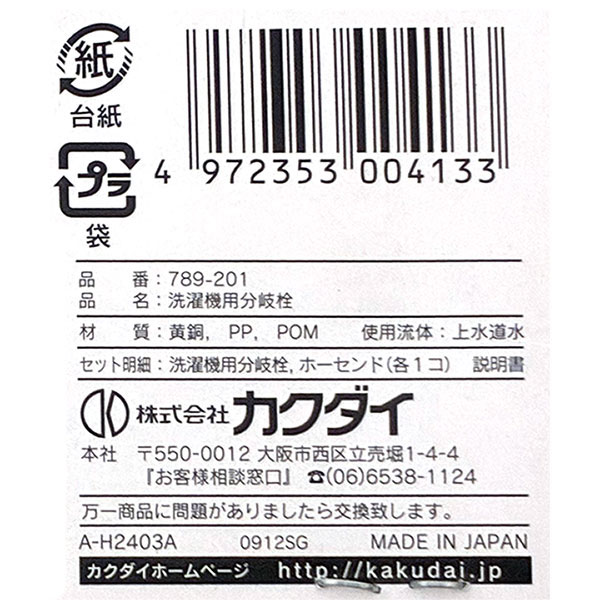 紙
台紙
プラ
袋
4 972353 004133
品　番：789-201
品　名：洗濯機用分岐栓
材　質：黄銅，PP，POM　使用流体：上水道水
セット明細：洗濯機用分岐栓，ホーセンド（各１コ）　説明書
株式会社カクダイ
本社　〒550-0012 大阪市西区立売堀1-4-4
『お客様相談窓口』 ☎(06)6538-1124
万一商品に問題がありましたら交換致します。
A-H2403A　0912SG　MADE IN JAPAN
カクダイホームページ　http://kakudai.jp